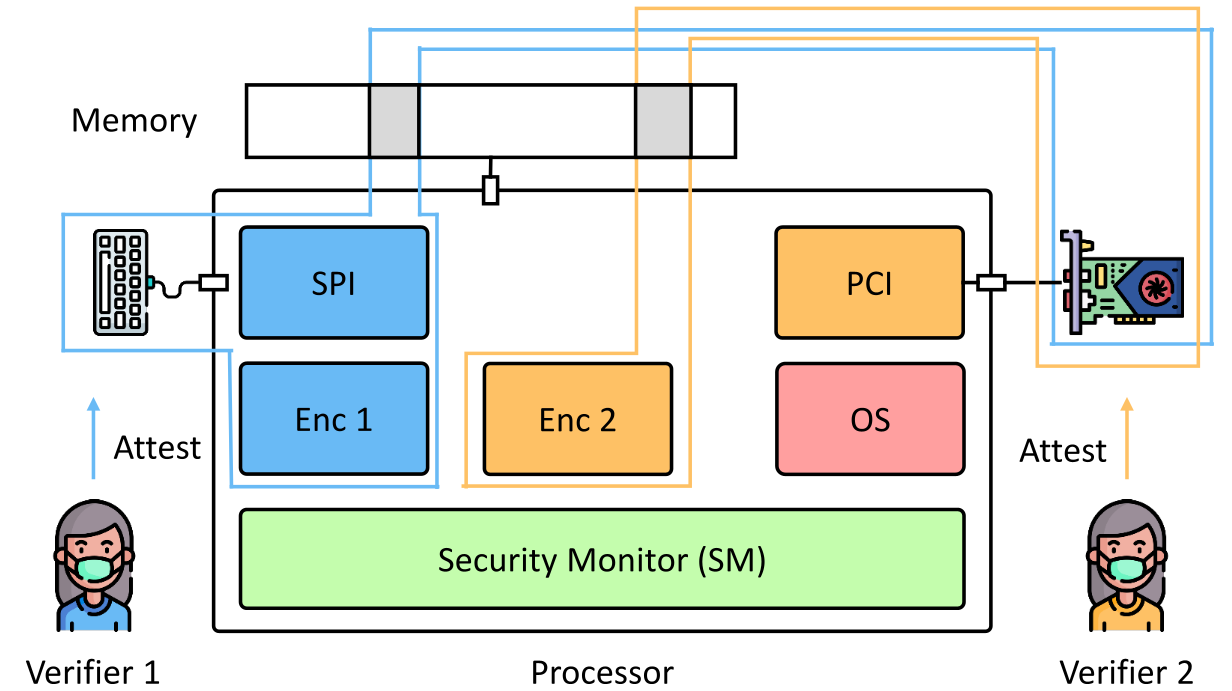 Memory
SPI
PCI
Enc 1
Enc 2
OS
Attest
Attest
Security Monitor (SM)
Verifier 1
Processor
Verifier 2